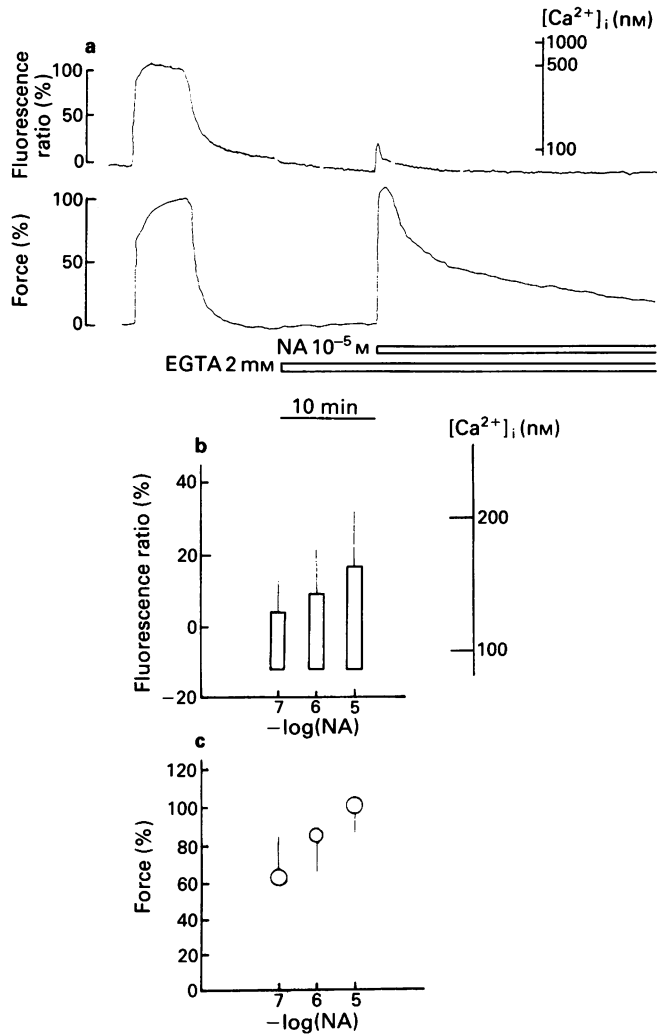 [Ca²⁺]ᵢ (nM)
a
1000
500
100
Fluorescence ratio (%)
100
50
0
Force (%)
100
50
0
NA 10⁻⁵ M
EGTA 2 mM
10 min
b
[Ca²⁺]ᵢ (nM)
Fluorescence ratio (%)
40
20
0
−20
200
100
7 6 5
−log(NA)
c
Force (%)
120
100
80
60
40
20
0
7 6 5
−log(NA)